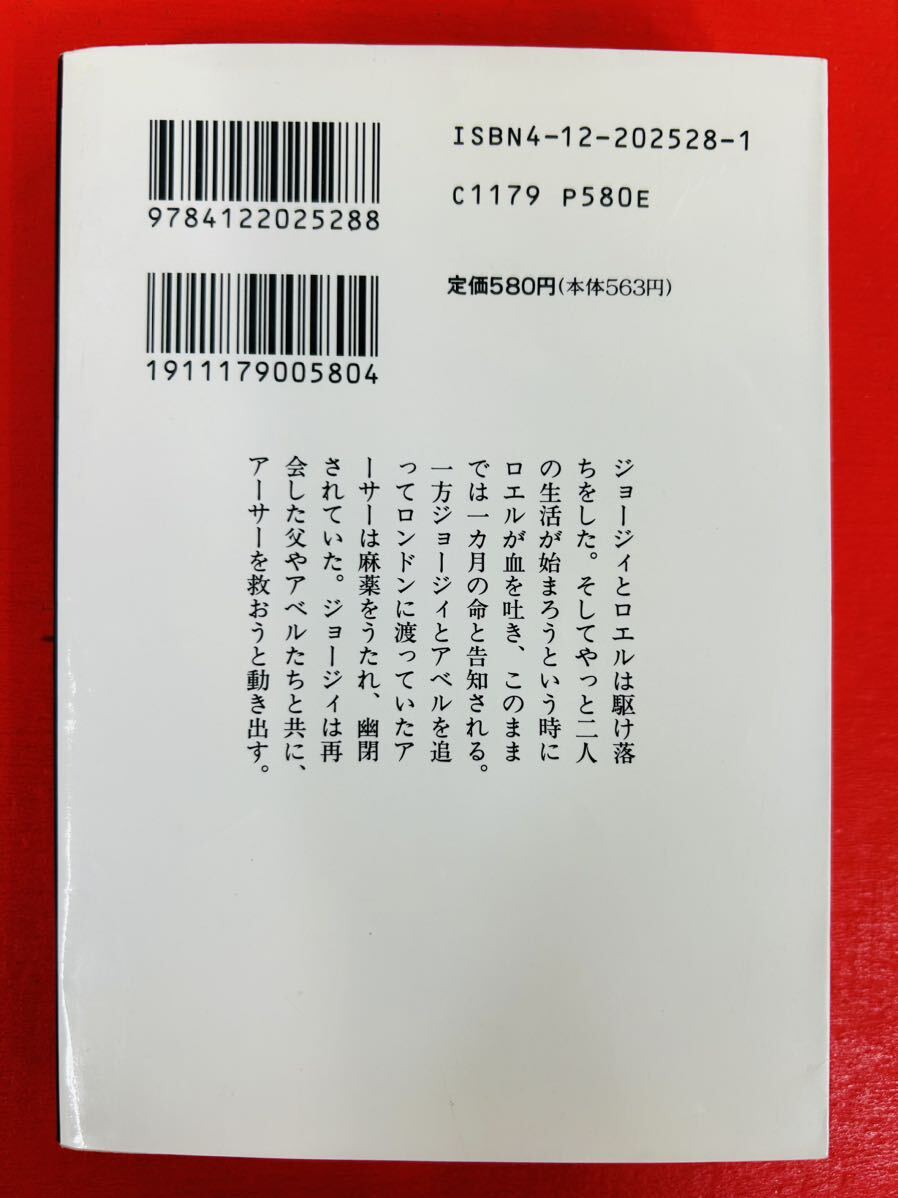 ISBN4-12-202528-1
C1179 P580E
9784122025288
定価580円(本体563円)
1911179005804
ジョージィとロエルは駆け落
ちをした。そしてやっと二人
の生活が始まろうという時に
ロエルが血を吐き、このまま
では一カ月の命と告知される。
一方ジョージィとアベルを追
ってロンドンに渡っていたア
ーサーは麻薬をうたれ、幽閉
されていた。ジョージィは再
会した父やアベルたちと共に、
アーサーを救おうと動き出す。